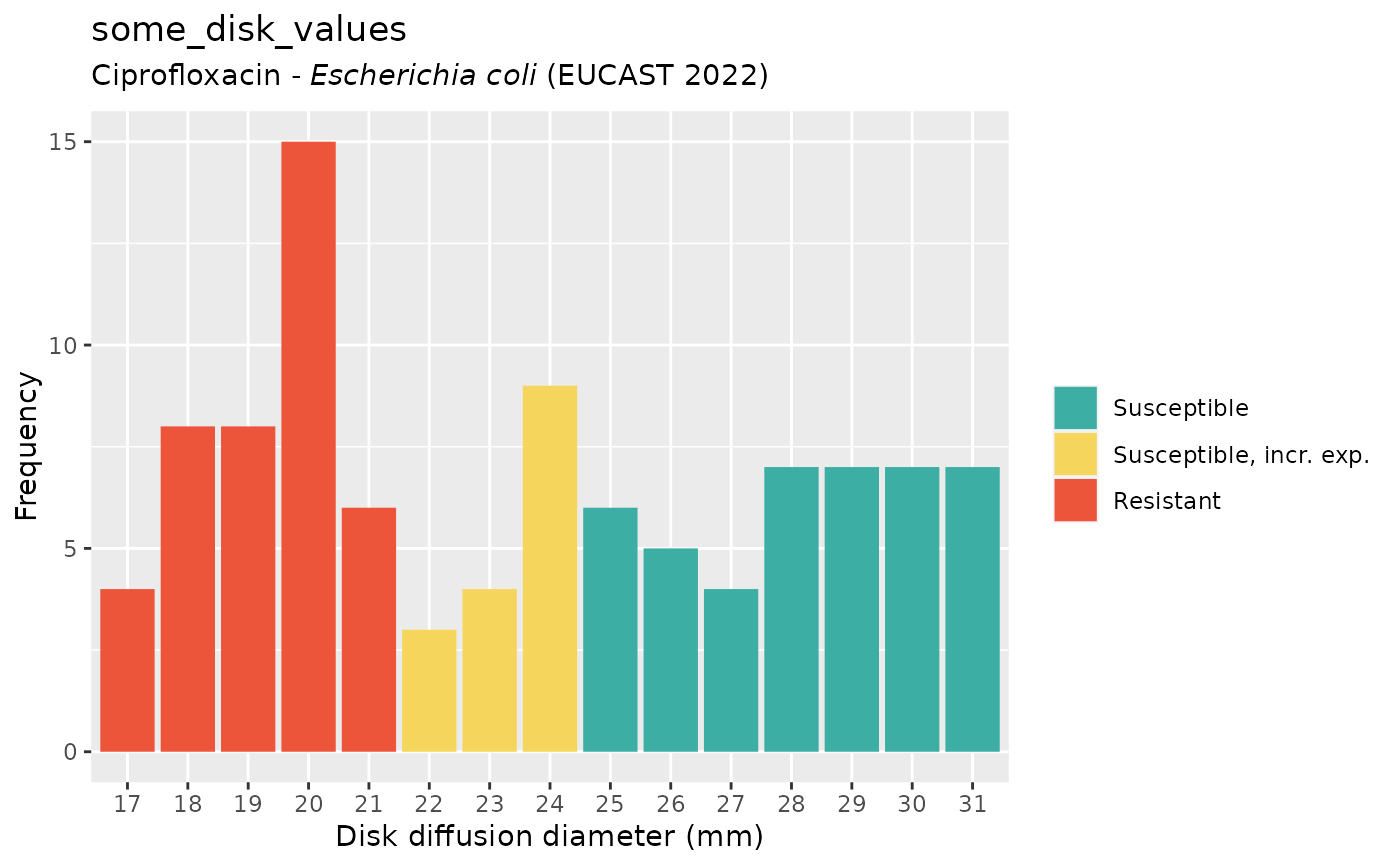 some_disk_values
Ciprofloxacin - Escherichia coli (EUCAST 2022)
Frequency
15
10
5
0
17 18 19 20 21 22 23 24 25 26 27 28 29 30 31
Disk diffusion diameter (mm)
Susceptible
Susceptible, incr. exp.
Resistant